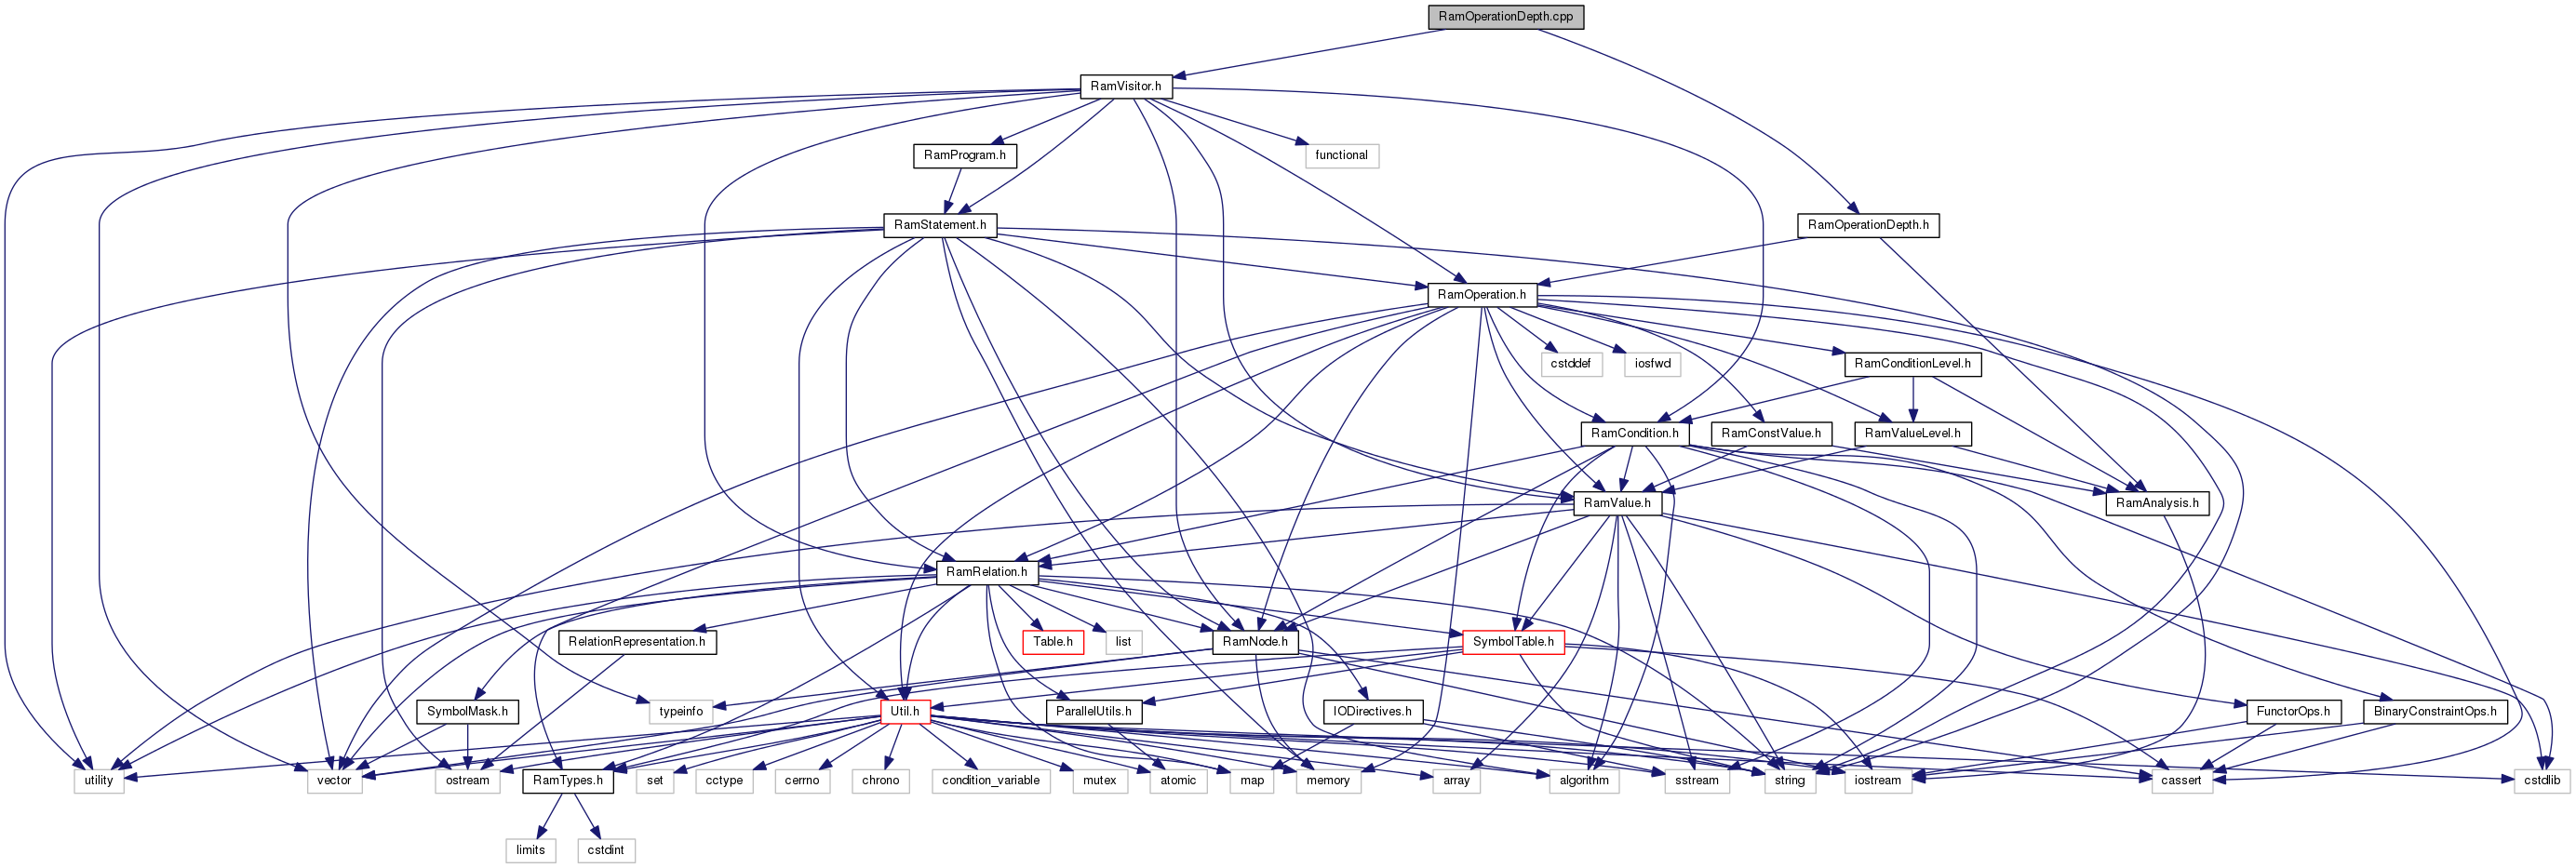 RamOperationDepth.cpp
RamVisitor.h
RamProgram.h
functional
RamStatement.h
RamOperationDepth.h
RamOperation.h
cstddef
iosfwd
RamConditionLevel.h
RamCondition.h
RamConstValue.h
RamValueLevel.h
RamValue.h
RamAnalysis.h
RamRelation.h
RelationRepresentation.h
Table.h
list
RamNode.h
SymbolTable.h
SymbolMask.h
typeinfo
Util.h
ParallelUtils.h
IODirectives.h
FunctorOps.h
BinaryConstraintOps.h
utility
vector
ostream
RamTypes.h
set
cctype
cerrno
chrono
condition_variable
mutex
atomic
map
memory
array
algorithm
sstream
string
iostream
cassert
cstdlib
limits
cstdint